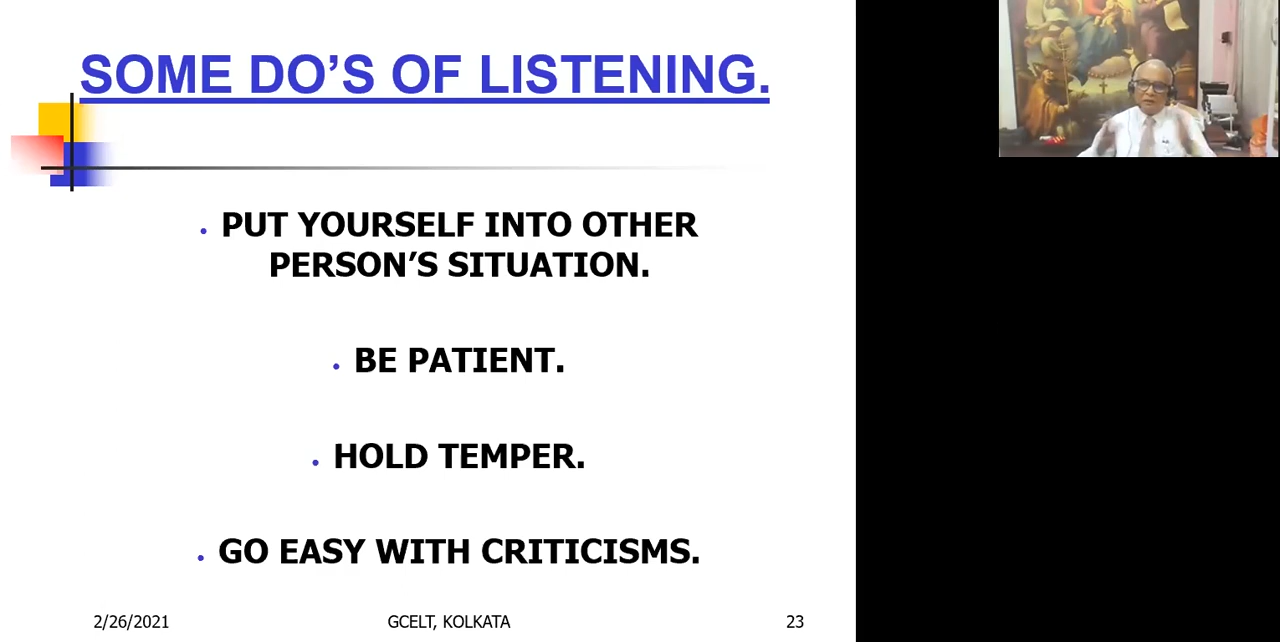 SOME DO’S OF LISTENING.
• PUT YOURSELF INTO OTHER
PERSON’S SITUATION.
• BE PATIENT.
• HOLD TEMPER.
• GO EASY WITH CRITICISMS.
2/26/2021 GCELT, KOLKATA 23